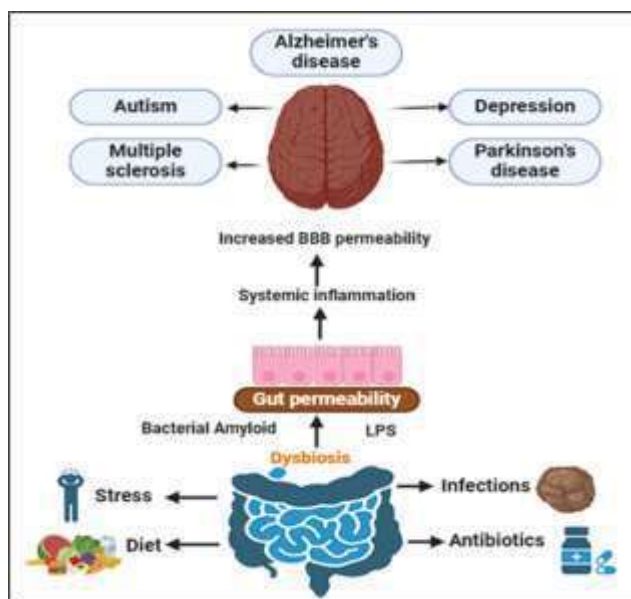 Alzheimer's
disease
Autism
Depression
Multiple
sclerosis
Parkinson's
disease
Increased BBB permeability
Systemic inflammation
Gut permeability
Bacterial Amyloid
LPS
Dysbiosis
Stress
Infections
Diet
Antibiotics